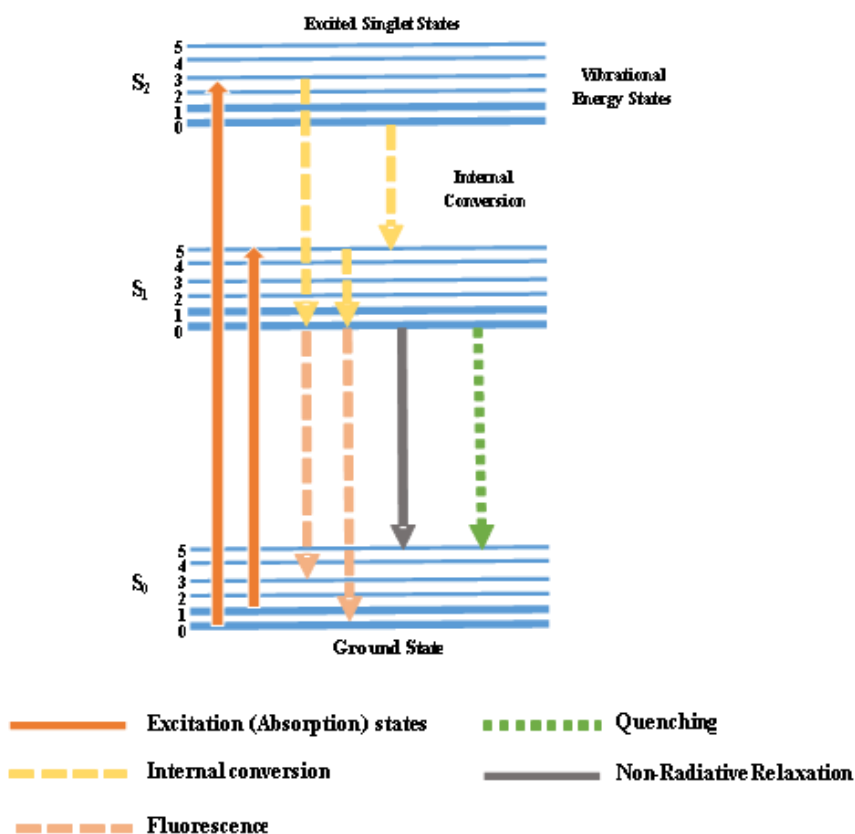 Excited Singlet States
5
4
S2
3
2
1
0
Vibrational
Energy States
Internal
Conversion
5
4
3
S1
2
1
0
5
4
S0
3
2
1
0
Ground State
Excitation (Absorption) states
Quenching
Internal conversion
Non-Radiative Relaxation
Fluorescence